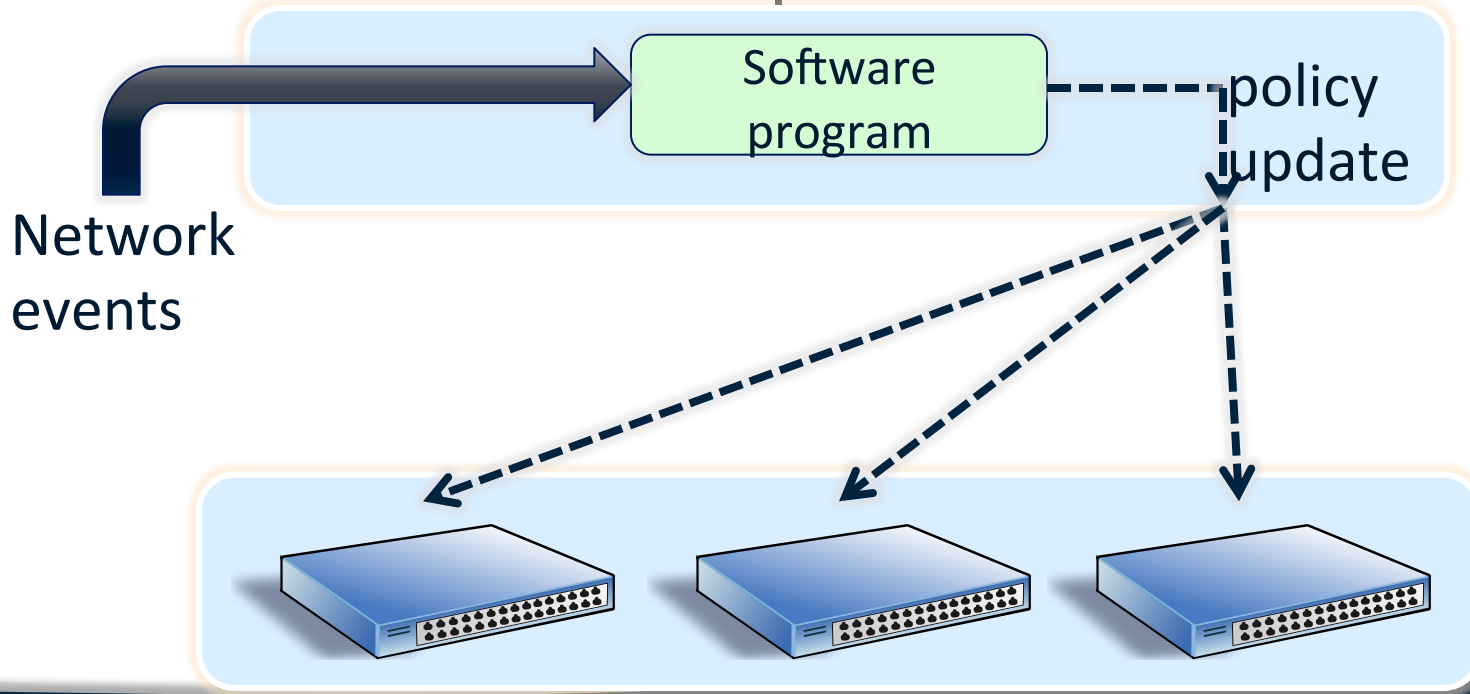 Software
program
policy
update
Network
events